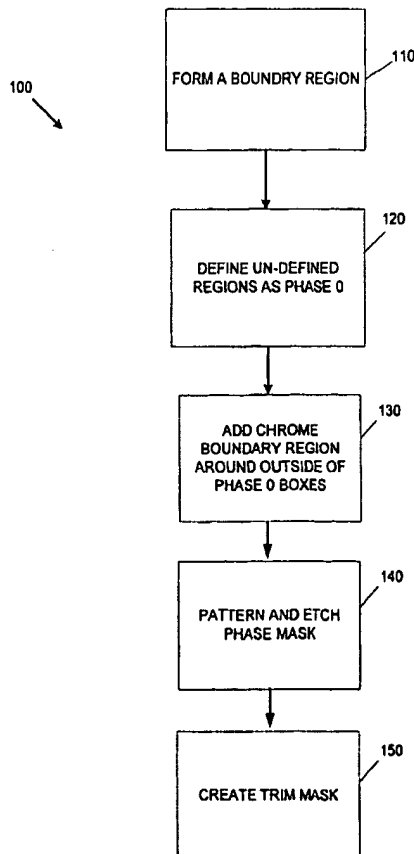 100
FORM A BOUNDRY REGION
110
DEFINE UN-DEFINED
REGIONS AS PHASE 0
120
ADD CHROME
BOUNDARY REGION
AROUND OUTSIDE OF
PHASE 0 BOXES
130
PATTERN AND ETCH
PHASE MASK
140
CREATE TRIM MASK
150